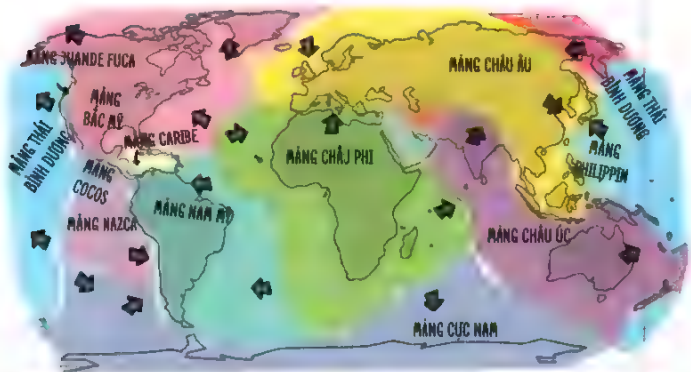 MẢNG JUANDE FUCA
MẢNG CHÂU ÂU
MẢNG THÁI
BÌNH DƯƠNG
MẢNG
BẮC MỸ
MẢNG THÁI
BÌNH DƯƠNG
MẢNG CARIBE
MẢNG CHÂU PHI
MẢNG
PHILIPPIN
MẢNG
COCOS
MẢNG NAM MỸ
MẢNG NAZCA
MẢNG CHÂU ÚC
MẢNG CỰC NAM